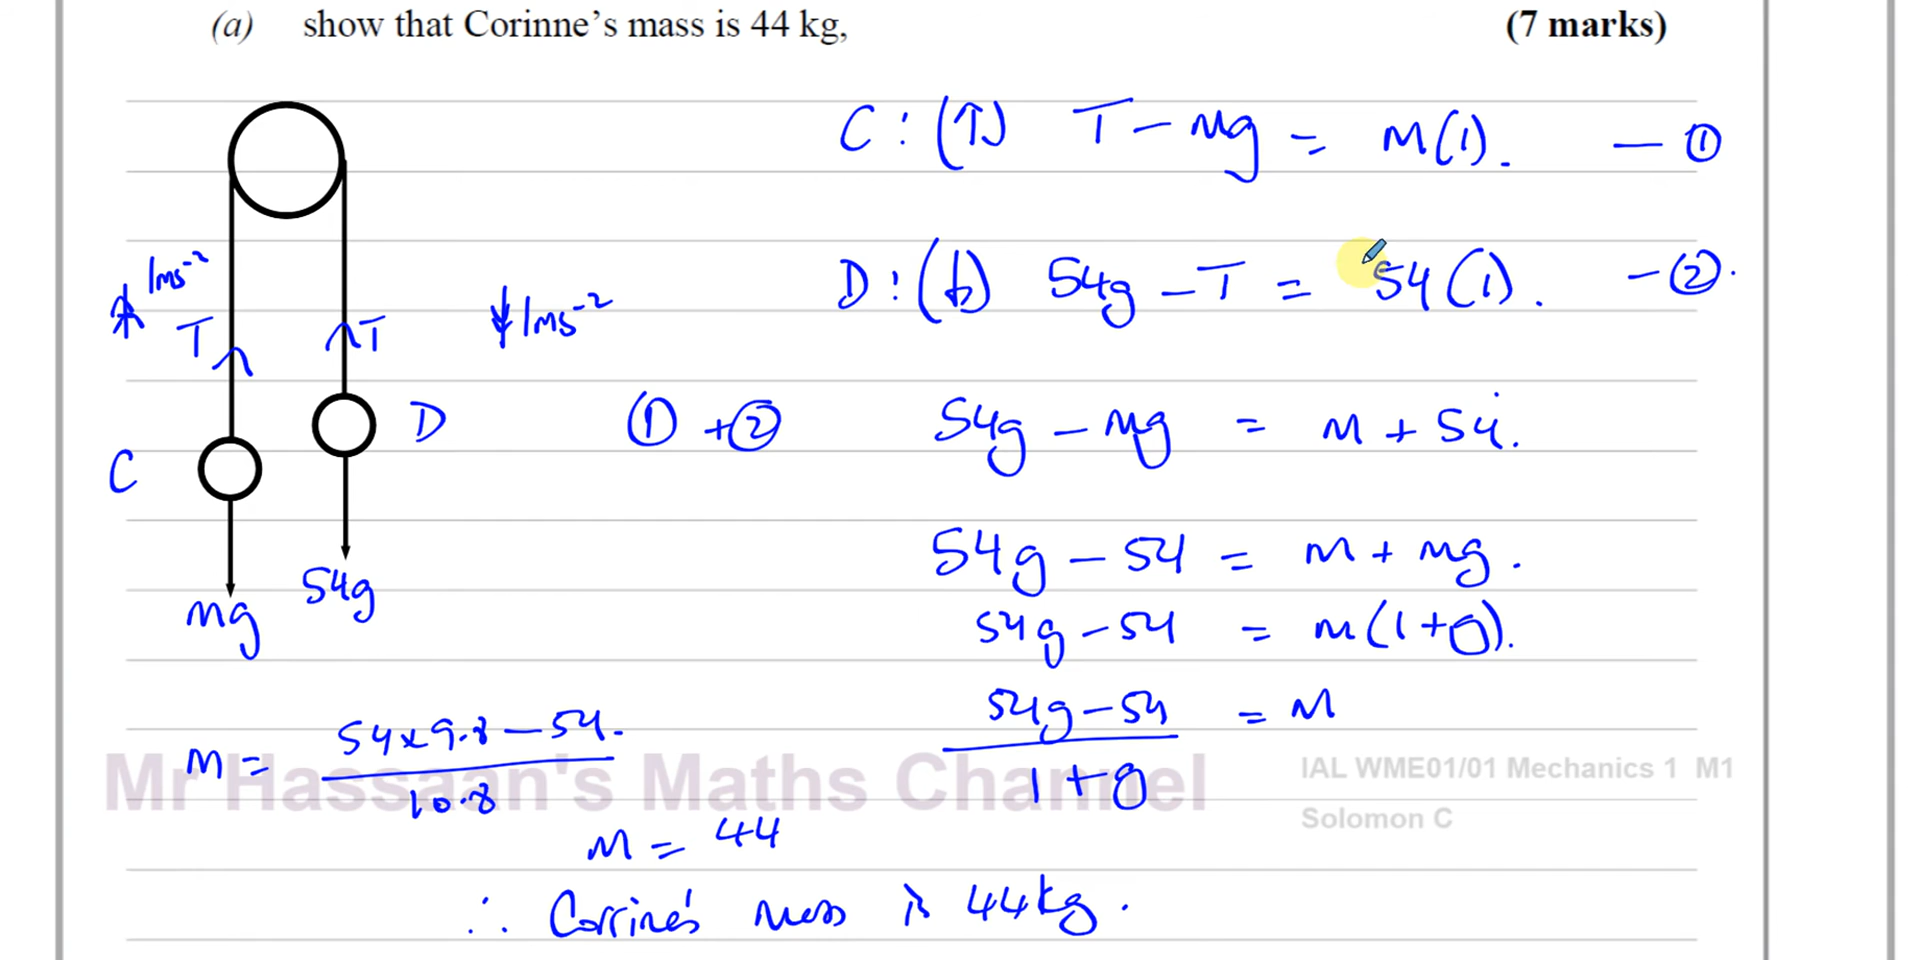 (a) show that Corinne's mass is 44 kg, (7 marks)
C : (↑) T - Mg = M(1). - ①
1ms⁻²
D : (↓) 54g - T = 54(1). - ②.
T T ↓ 1ms⁻²
D ① + ② 54g - Mg = M + 54.
C
54g - 54 = M + Mg.
54g
Mg 54g - 54 = M(1+g).
54g - 54 / 1 + g = M
M = 54 x 9.8 - 54. / 10.8
Mr Hassaan's Maths Channel IAL WME01/01 Mechanics 1 M1
Solomon C
M = 44
∴ Corrine's Mass is 44kg.